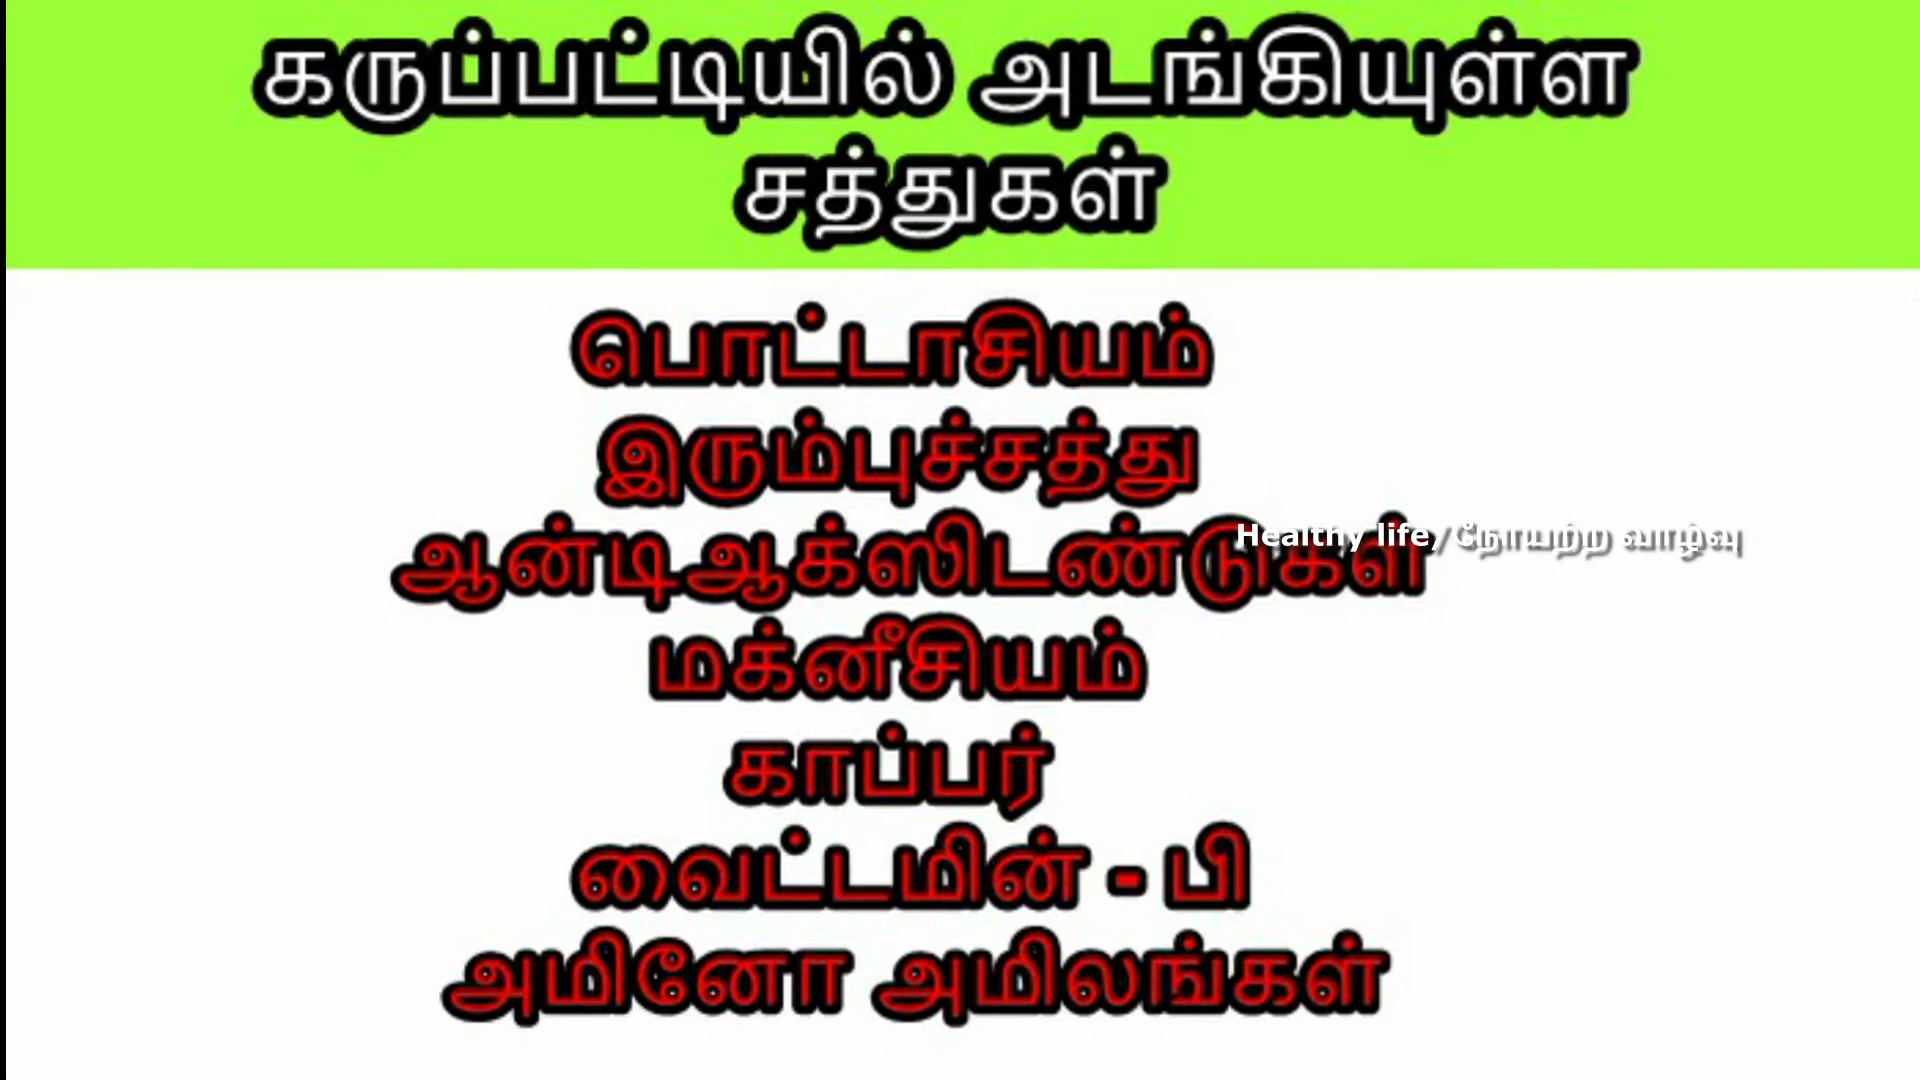 கருப்பட்டியில் அடங்கியுள்ள
சத்துகள்
பொட்டாசியம்
இரும்புச்சத்து
ஆன்டிஆக்ஸிடண்டுகள்
Healthy life/நோயற்ற வாழ்வு
மக்னீசியம்
காப்பர்
வைட்டமின் - பி
அமினோ அமிலங்கள்